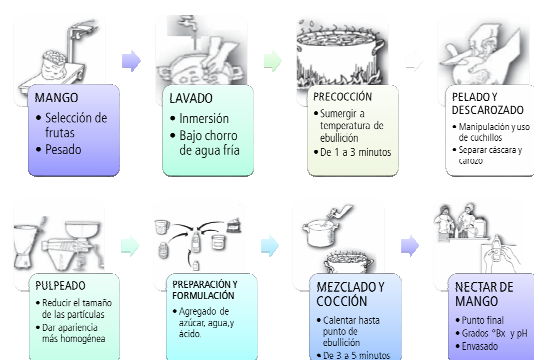 MANGO
• Selección de
frutas
• Pesado
LAVADO
• Inmersión
• Bajo chorro
de agua fría
PRECOCCIÓN
• Sumergir a
temperatura de
ebullición
• De 1 a 3 minutos
PELADO Y
DESCAROZADO
• Manipulación y uso
de cuchillos
• Separar cáscara y
carozo
PULPEADO
• Reducir el tamaño
de las partículas
• Dar apariencia
más homogénea
PREPARACIÓN Y
FORMULACIÓN
• Agregado de
azúcar, agua,y
ácido.
MEZCLADO Y
COCCIÓN
• Calentar hasta
punto de
ebullición
• De 3 a 5 minutos
NECTAR DE
MANGO
• Punto final
• Grados °Bx y pH
• Envasado